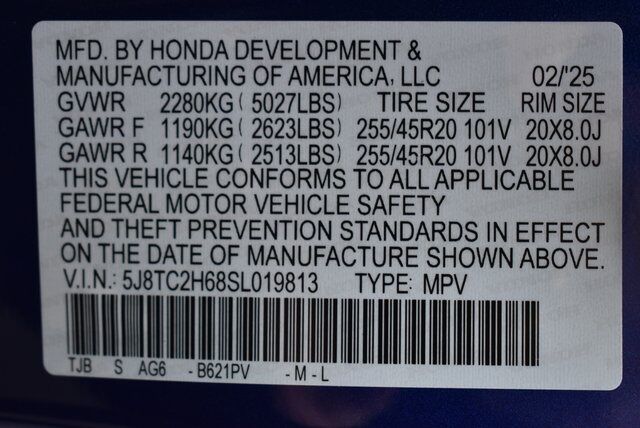 MFD. BY HONDA DEVELOPMENT &
MANUFACTURING OF AMERICA, LLC 02/'25
GVWR 2280KG ( 5027LBS) TIRE SIZE RIM SIZE
GAWR F 1190KG ( 2623LBS) 255/45R20 101V 20X8.0J
GAWR R 1140KG ( 2513LBS) 255/45R20 101V 20X8.0J
THIS VEHICLE CONFORMS TO ALL APPLICABLE
FEDERAL MOTOR VEHICLE SAFETY
AND THEFT PREVENTION STANDARDS IN EFFECT
ON THE DATE OF MANUFACTURE SHOWN ABOVE.
V.I.N.: 5J8TC2H68SL019813 TYPE: MPV
TJB S AG6 - B621PV - M - L